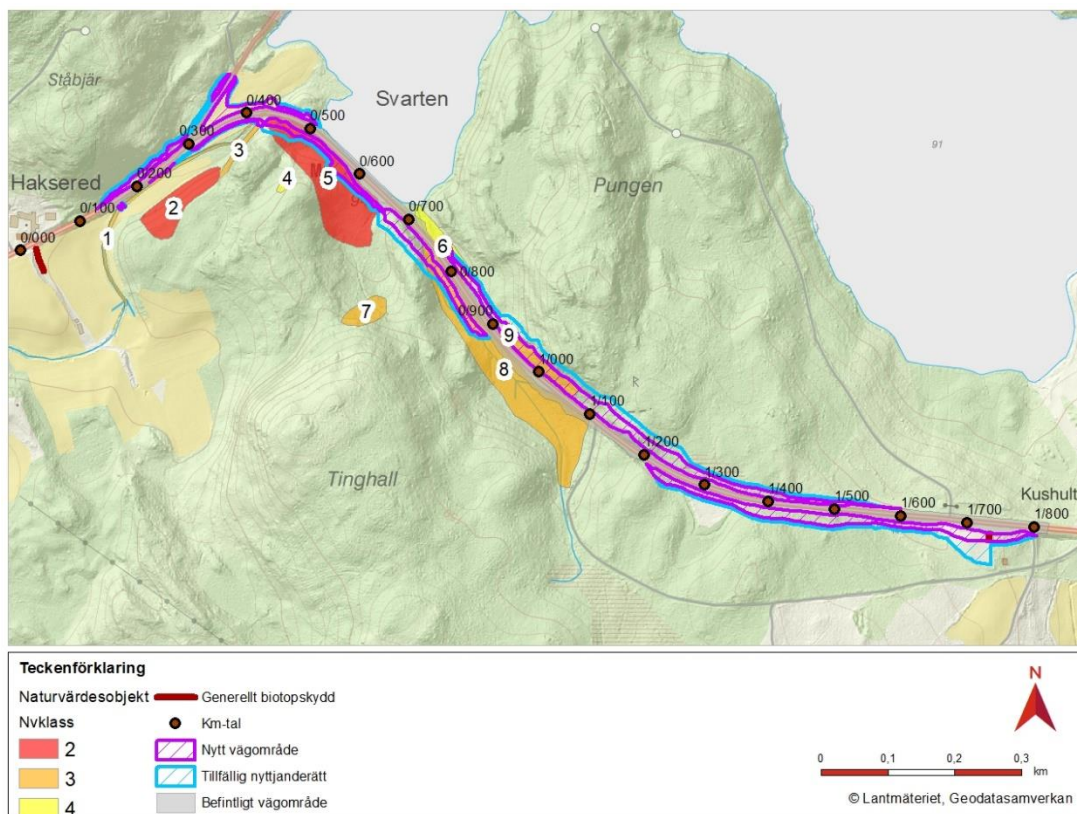 Ståbjär
Svarten
0/400
0/500
0/300
3
91
Haksered
0/200
4
M
5
0/600
Pungen
2
0/100
0/700
1
0/000
6
0/800
7
0/900
9
8
1/000
R
1/100
Tinghall
1/200
1/300
1/400
1/500
1/600
1/700
Kushult
1/800
Teckenförklaring
Naturvärdesobjekt
Generellt biotopskydd
Nvklass
Km-tal
2
Nytt vägområde
3
Tillfällig nyttjanderätt
4
Befintligt vägområde
N
0 0,1 0,2 0,3
km
© Lantmäteriet, Geodatasamverkan